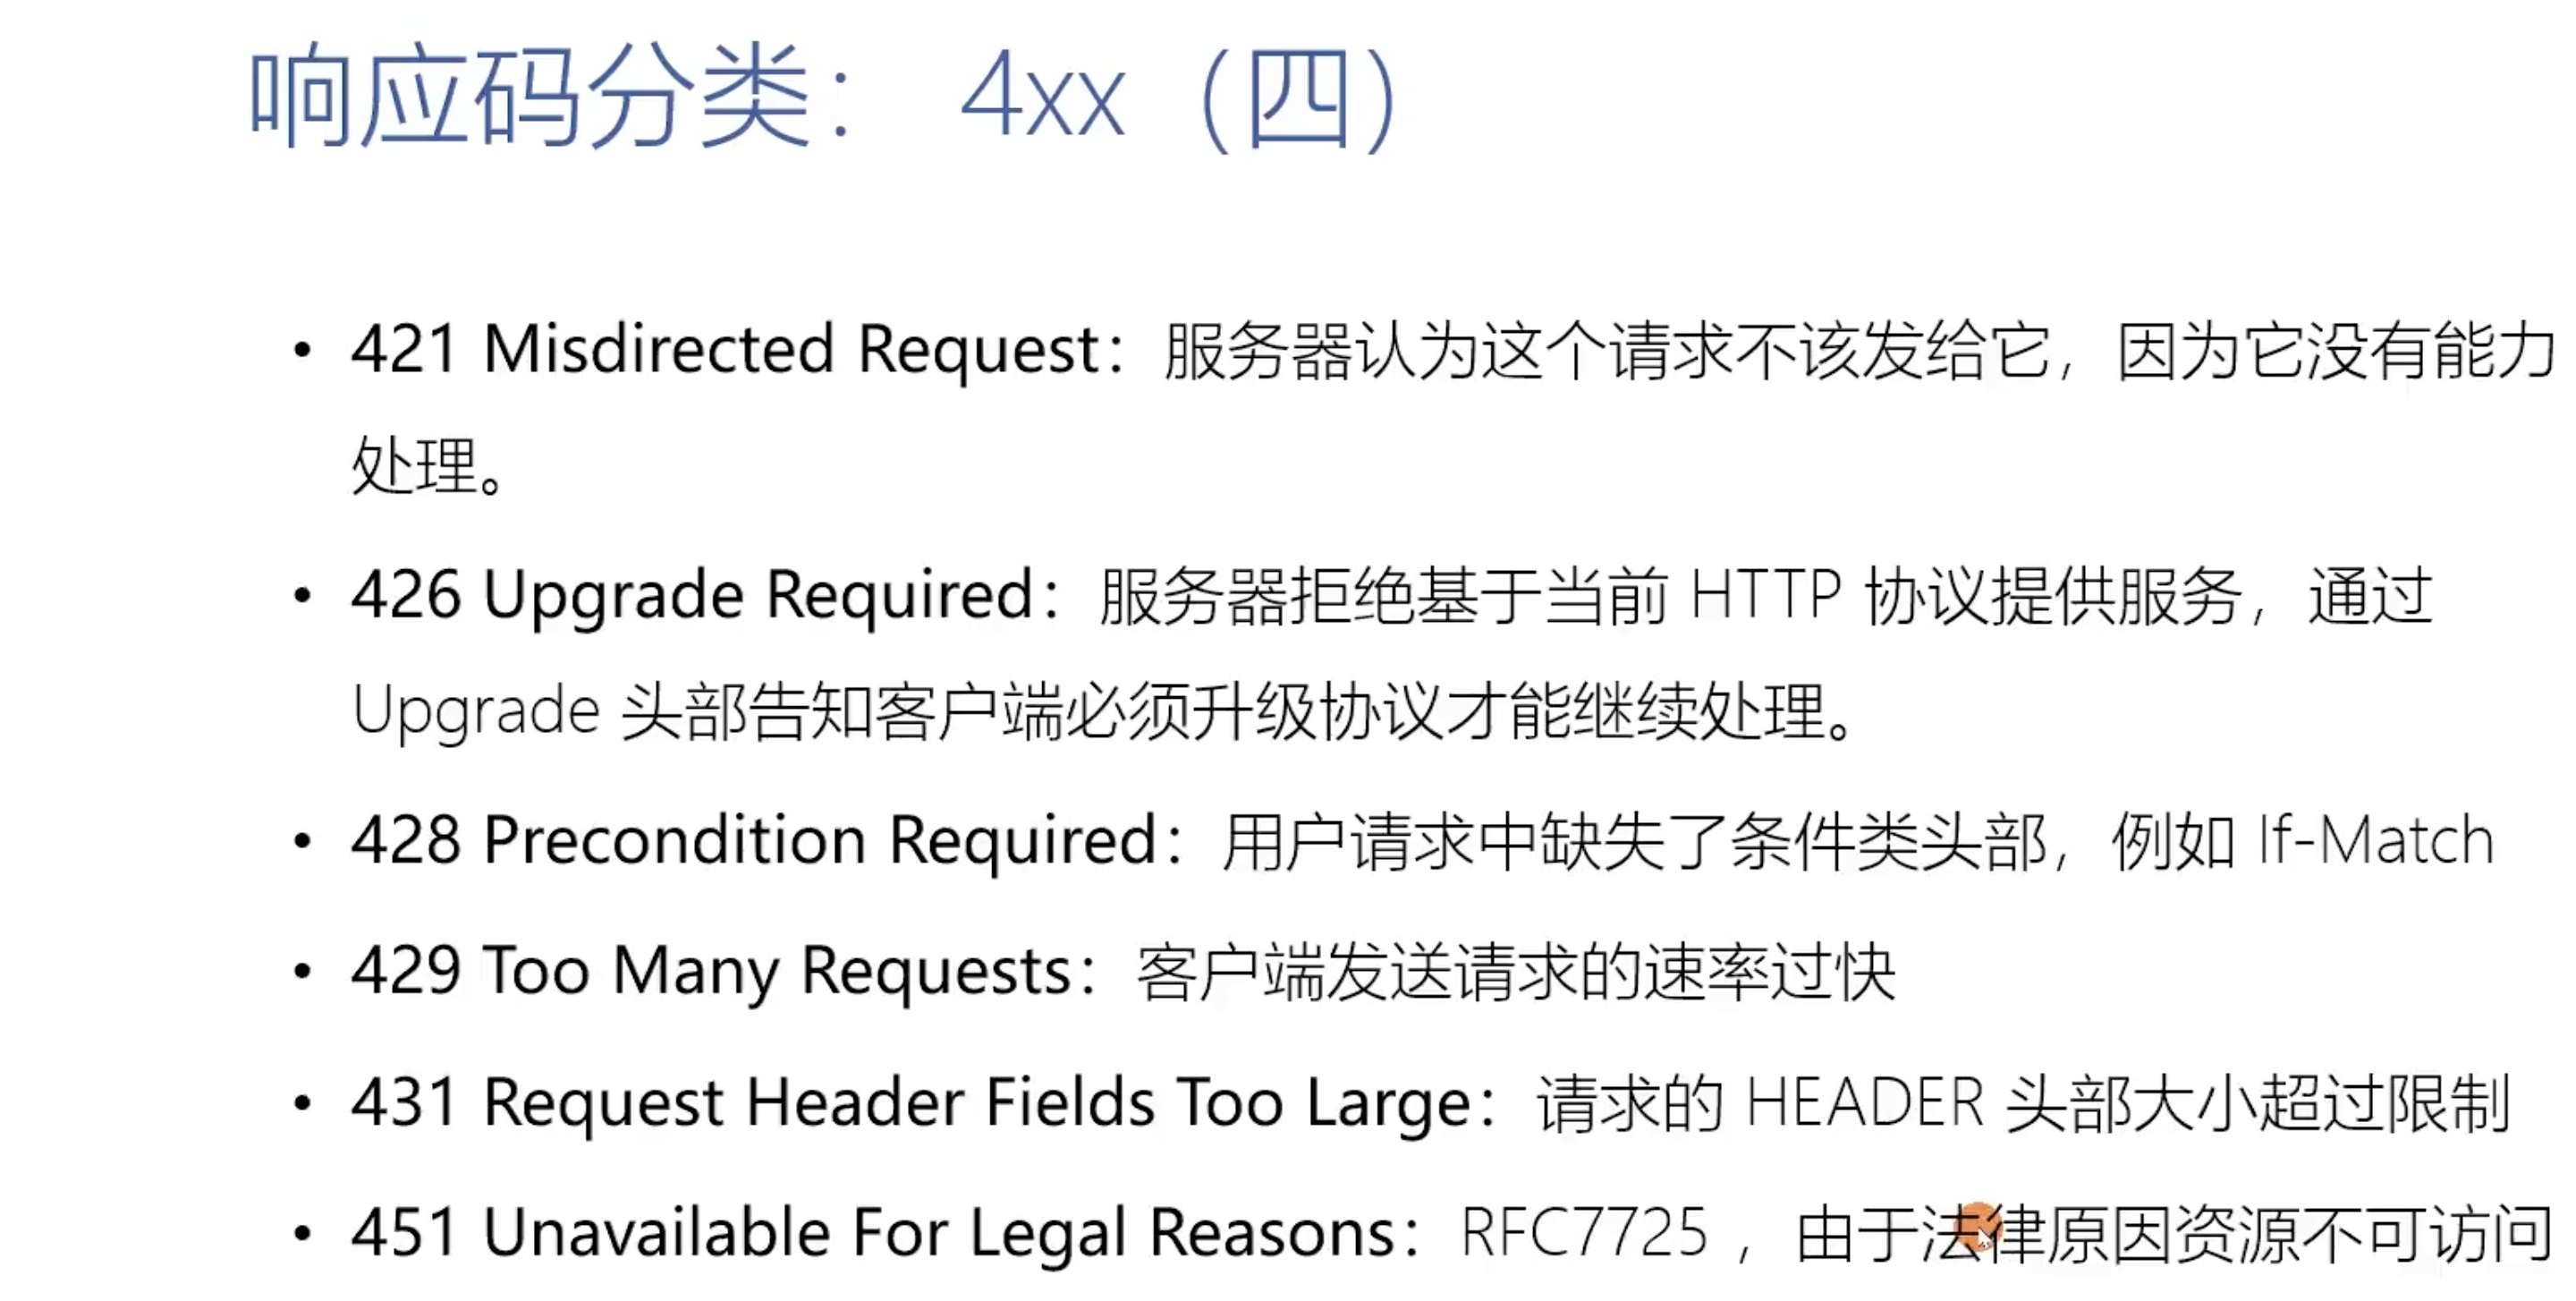 响应码分类： 4xx（四）
• 421 Misdirected Request：服务器认为这个请求不该发给它，因为它没有能力
处理。
• 426 Upgrade Required：服务器拒绝基于当前 HTTP 协议提供服务，通过
Upgrade 头部告知客户端必须升级协议才能继续处理。
• 428 Precondition Required：用户请求中缺失了条件类头部，例如 If-Match
• 429 Too Many Requests：客户端发送请求的速率过快
• 431 Request Header Fields Too Large：请求的 HEADER 头部大小超过限制
• 451 Unavailable For Legal Reasons：RFC7725 ，由于法律原因资源不可访问